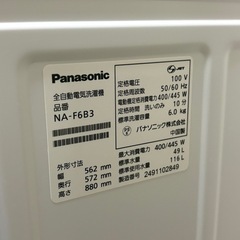 Panasonic
全自動電気洗濯機
品番
NA-F6B3
外形寸法
幅 562 mm
奥行 572 mm
高さ 880 mm
定格電圧 100 V
定格周波数 50/60 Hz
電動機定格消費電力 400/445 W
定格時間 洗いのみ 10 分
標準洗濯容量 6.0 kg
パナソニック株式会社
中国製
最大消費電力 400/445 W
標準水量 49 L
標準使用水量 116 L
製造番号 2491102849